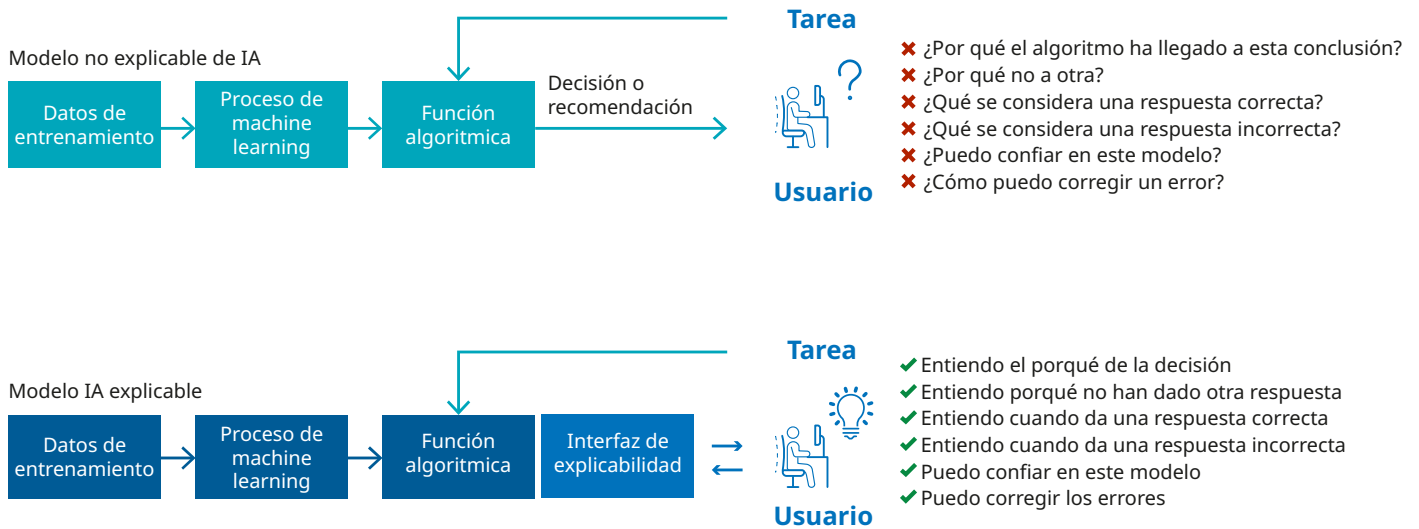 Tarea
Modelo no explicable de IA
Datos de
entrenamiento
Proceso de
machine
learning
Función
algoritmica
Decisión o
recomendación
?
Usuario
¿Por qué el algoritmo ha llegado a esta conclusión?
¿Por qué no a otra?
¿Qué se considera una respuesta correcta?
¿Qué se considera una respuesta incorrecta?
¿Puedo confiar en este modelo?
¿Cómo puedo corregir un error?
Tarea
Modelo IA explicable
Datos de
entrenamiento
Proceso de
machine
learning
Función
algoritmica
Interfaz de
explicabilidad
Usuario
Entiendo el porqué de la decisión
Entiendo porqué no han dado otra respuesta
Entiendo cuando da una respuesta correcta
Entiendo cuando da una respuesta incorrecta
Puedo confiar en este modelo
Puedo corregir los errores